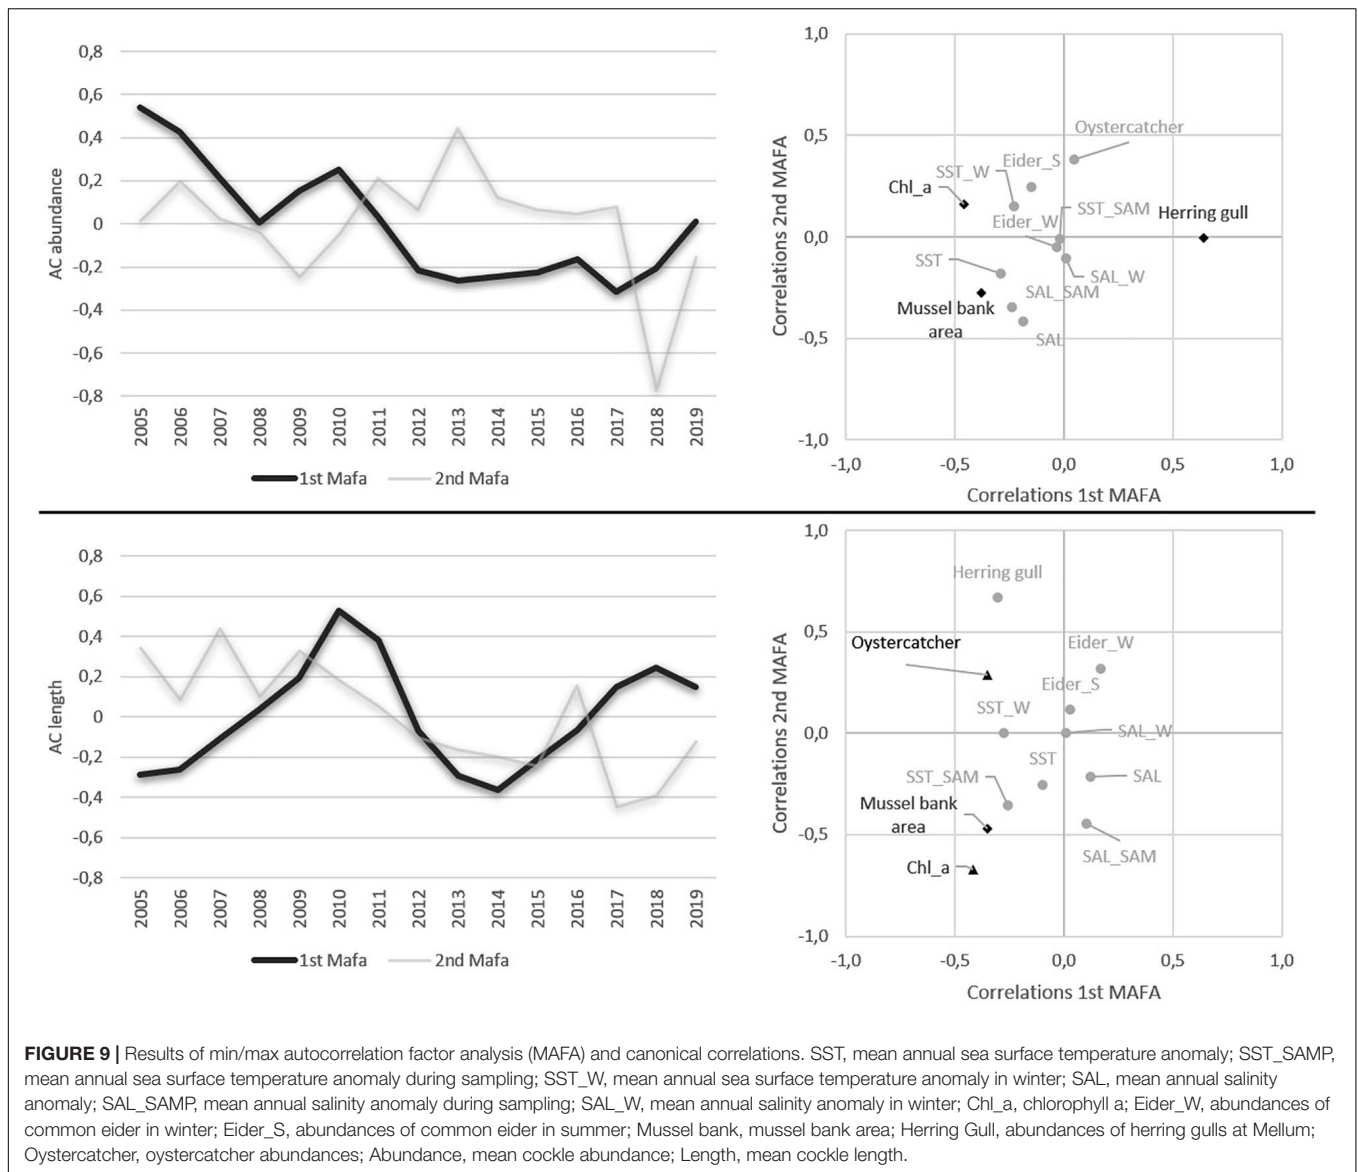 0,8
0,6
0,4
0,2
0
-0,2
-0,4
-0,6
-0,8
AC abundance
2005
2006
2007
2008
2009
2010
2011
2012
2013
2014
2015
2016
2017
2018
2019
1st Mafa
2nd Mafa
1,0
0,5
0,0
-0,5
-1,0
Correlations 2nd MAFA
Oystercatcher
Eider_S
SST_W
Chl_a
SST_SAM
Herring gull
Eider_W
SST
SAL_W
SAL_SAM
Mussel bank
area
SAL
-1,0
-0,5
0,0
0,5
1,0
Correlations 1st MAFA
0,8
0,6
0,4
0,2
0
-0,2
-0,4
-0,6
-0,8
AC length
2005
2006
2007
2008
2009
2010
2011
2012
2013
2014
2015
2016
2017
2018
2019
1st Mafa
2nd Mafa
1,0
0,5
0,0
-0,5
-1,0
Correlations 2nd MAFA
Herring gull
Oystercatcher
Eider_W
Eider_S
SST_W
SAL_W
SST
SST_SAM
SAL
Mussel bank
area
SAL_SAM
Chl_a
-1,0
-0,5
0,0
0,5
1,0
Correlations 1st MAFA
FIGURE 9 | Results of min/max autocorrelation factor analysis (MAFA) and canonical correlations. SST, mean annual sea surface temperature anomaly; SST_SAMP,
mean annual sea surface temperature anomaly during sampling; SST_W, mean annual sea surface temperature anomaly in winter; SAL, mean annual salinity
anomaly; SAL_SAMP, mean annual salinity anomaly during sampling; SAL_W, mean annual salinity anomaly in winter; Chl_a, chlorophyll a; Eider_W, abundances of
common eider in winter; Eider_S, abundances of common eider in summer; Mussel bank, mussel bank area; Herring Gull, abundances of herring gulls at Mellum;
Oystercatcher, oystercatcher abundances; Abundance, mean cockle abundance; Length, mean cockle length.